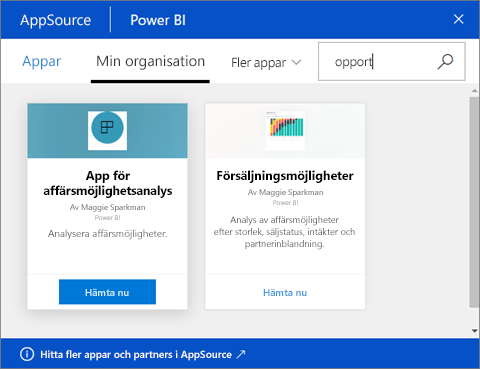 AppSource Power BI
Appar Min organisation Fler appar opport
App för
affärsmöjlighetsanalys
Av Maggie Sparkman
Power BI
Analysera affärsmöjligheter.
Hämta nu
Försäljningsmöjligheter
Av Maggie Sparkman
Power BI
Analys av affärsmöjligheter
efter storlek, säljstatus, intäkter och
partnerinblandning.
Hämta nu
Hitta fler appar och partners i AppSource